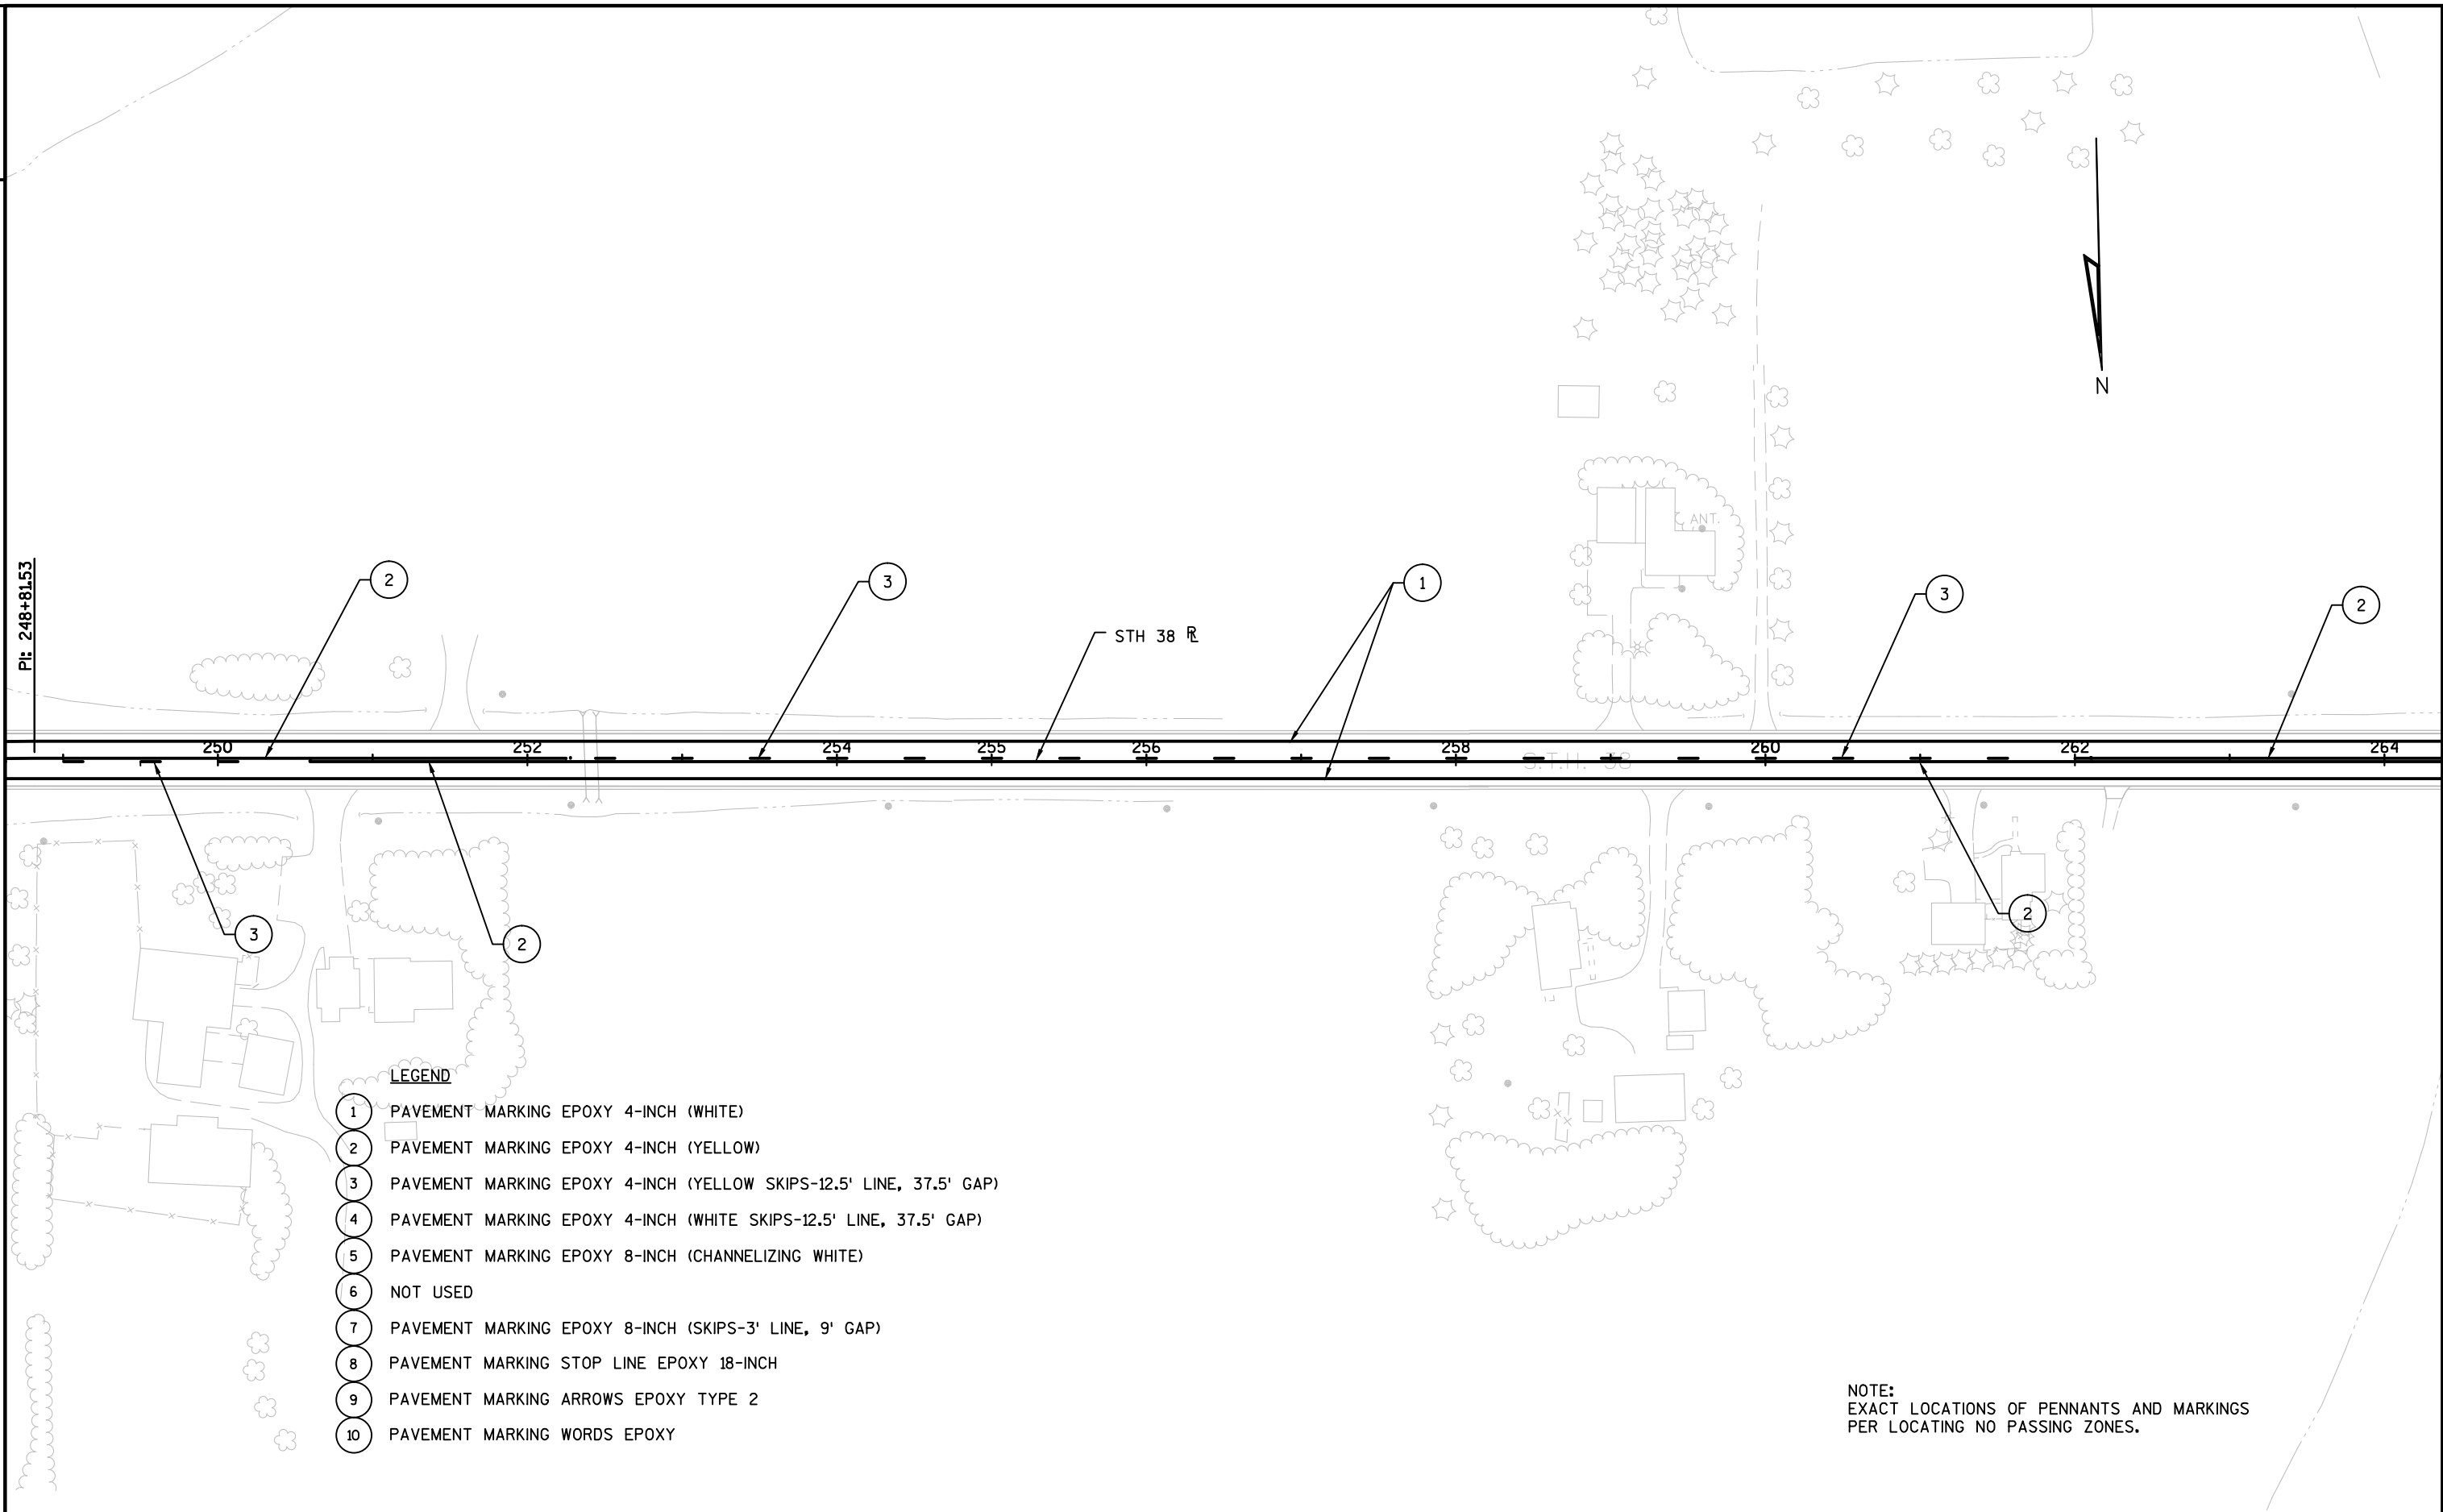 N
ANT.
PI: 248+81.53
2
3
1
3
2
STH 38 R/L
250
252
254
255
256
258
260
262
264
S.T.H. 38
3
2
2
LEGEND
1 PAVEMENT MARKING EPOXY 4-INCH (WHITE)
2 PAVEMENT MARKING EPOXY 4-INCH (YELLOW)
3 PAVEMENT MARKING EPOXY 4-INCH (YELLOW SKIPS-12.5' LINE, 37.5' GAP)
4 PAVEMENT MARKING EPOXY 4-INCH (WHITE SKIPS-12.5' LINE, 37.5' GAP)
5 PAVEMENT MARKING EPOXY 8-INCH (CHANNELIZING WHITE)
6 NOT USED
7 PAVEMENT MARKING EPOXY 8-INCH (SKIPS-3' LINE, 9' GAP)
8 PAVEMENT MARKING STOP LINE EPOXY 18-INCH
9 PAVEMENT MARKING ARROWS EPOXY TYPE 2
10 PAVEMENT MARKING WORDS EPOXY
NOTE:
EXACT LOCATIONS OF PENNANTS AND MARKINGS
PER LOCATING NO PASSING ZONES.